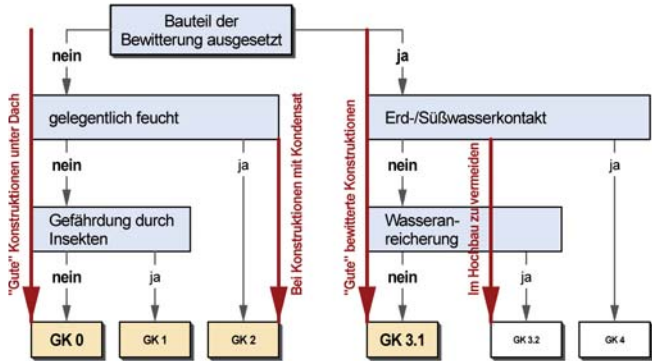 Bauteil der
Bewitterung ausgesetzt
nein
ja
gelegentlich feucht
Erd-/Süßwasserkontakt
nein
ja
nein
ja
Gefährdung durch
Insekten
Wasseran-
reicherung
nein
ja
nein
ja
GK 0
GK 1
GK 2
GK 3.1
GK 3.2
GK 4
"Gute" Konstruktionen unter Dach
Bei Konstruktionen mit Kondensat
"Gute" bewitterte Konstruktionen
Im Hochbau zu vermeiden